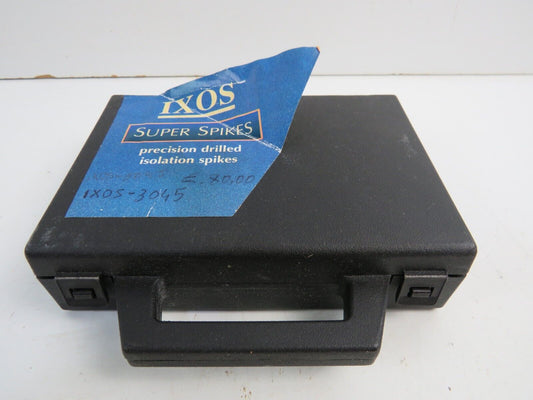 IXOS
SUPER SPIKES
precision drilled
isolation spikes
80,00
IXOS-3045